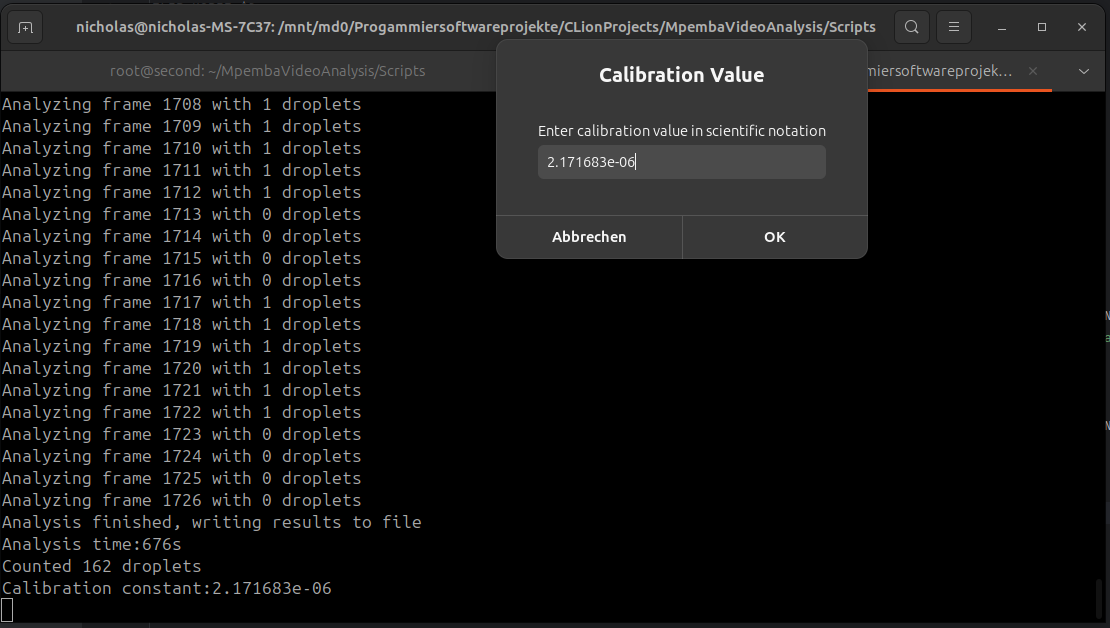 nicholas@nicholas-MS-7C37: /mnt/md0/Progammiersoftwareprojekte/CLionProjects/MpembaVideoAnalysis/Scripts
root@second: ~/MpembaVideoAnalysis/Scripts
miersoftwareprojek…
Calibration Value
Enter calibration value in scientific notation
2.171683e-06
Abbrechen
OK
Analyzing frame 1708 with 1 droplets
Analyzing frame 1709 with 1 droplets
Analyzing frame 1710 with 1 droplets
Analyzing frame 1711 with 1 droplets
Analyzing frame 1712 with 1 droplets
Analyzing frame 1713 with 0 droplets
Analyzing frame 1714 with 0 droplets
Analyzing frame 1715 with 0 droplets
Analyzing frame 1716 with 0 droplets
Analyzing frame 1717 with 1 droplets
Analyzing frame 1718 with 1 droplets
Analyzing frame 1719 with 1 droplets
Analyzing frame 1720 with 1 droplets
Analyzing frame 1721 with 1 droplets
Analyzing frame 1722 with 1 droplets
Analyzing frame 1723 with 0 droplets
Analyzing frame 1724 with 0 droplets
Analyzing frame 1725 with 0 droplets
Analyzing frame 1726 with 0 droplets
Analysis finished, writing results to file
Analysis time:676s
Counted 162 droplets
Calibration constant:2.171683e-06